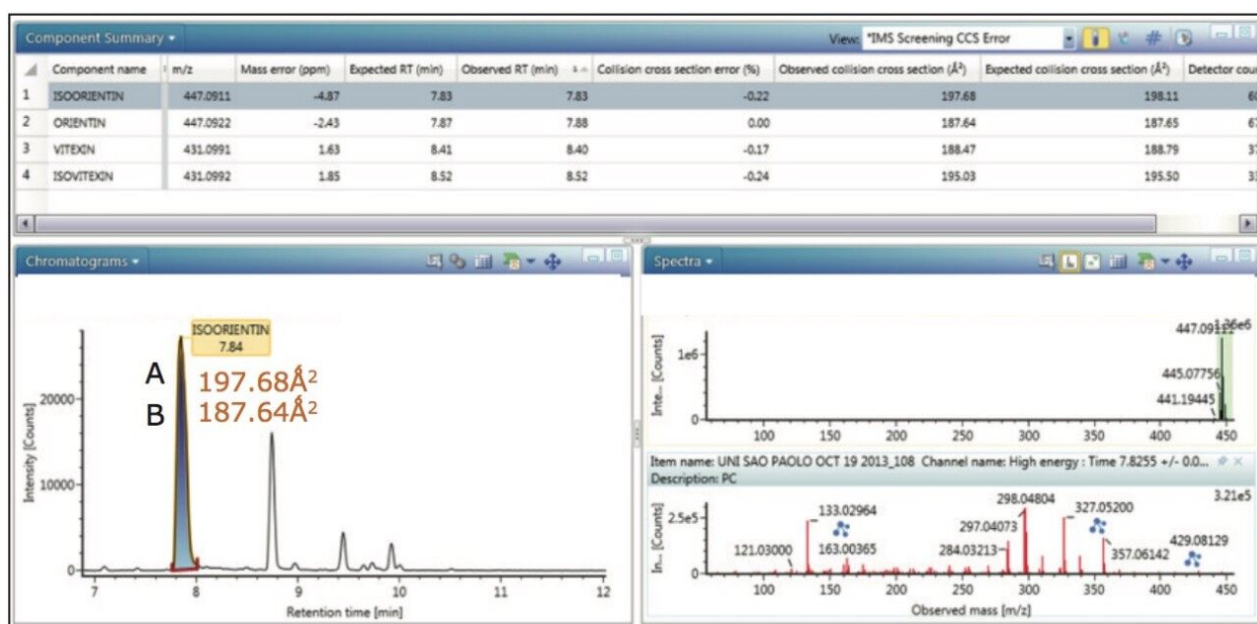 Component Summary
View: *IMS Screening CCS Error
Component name m/z Mass error (ppm) Expected RT (min) Observed RT (min) Collision cross section error (%) Observed collision cross section (Å²) Expected collision cross section (Å²) Detector
1 ISOORIENTIN 447.0911 -4.87 7.83 7.83 -0.22 197.68 198.11
2 ORIENTIN 447.0922 -2.43 7.87 7.88 0.00 187.64 187.65
3 VITEXIN 431.0991 1.63 8.41 8.40 -0.17 188.47 188.79
4 ISOVITEXIN 431.0992 1.85 8.52 8.52 -0.24 195.03 195.50
Chromatograms
ISOORIENTIN
7.84
A 197.68Å²
B 187.64Å²
20000
10000
0
Intensity [Counts]
7 8 9 10 11 12
Retention time [min]
Spectra
1e6
0
Inte... [Counts]
1.36e6
445.07756
441.19445
100 150 200 250 300 350 400 450
Item name: UNI SAO PAOLO OCT 19 2013_108 Channel name: High energy : Time 7.8255 +/- 0.0...
Description: PC
3.21e5
2.5e5
0
In... [Counts]
133.02964
298.04804
327.05200
297.04073
429.08129
121.03000
163.00365
284.03213
357.06142
100 150 200 250 300 350 400 450
Observed mass [m/z]